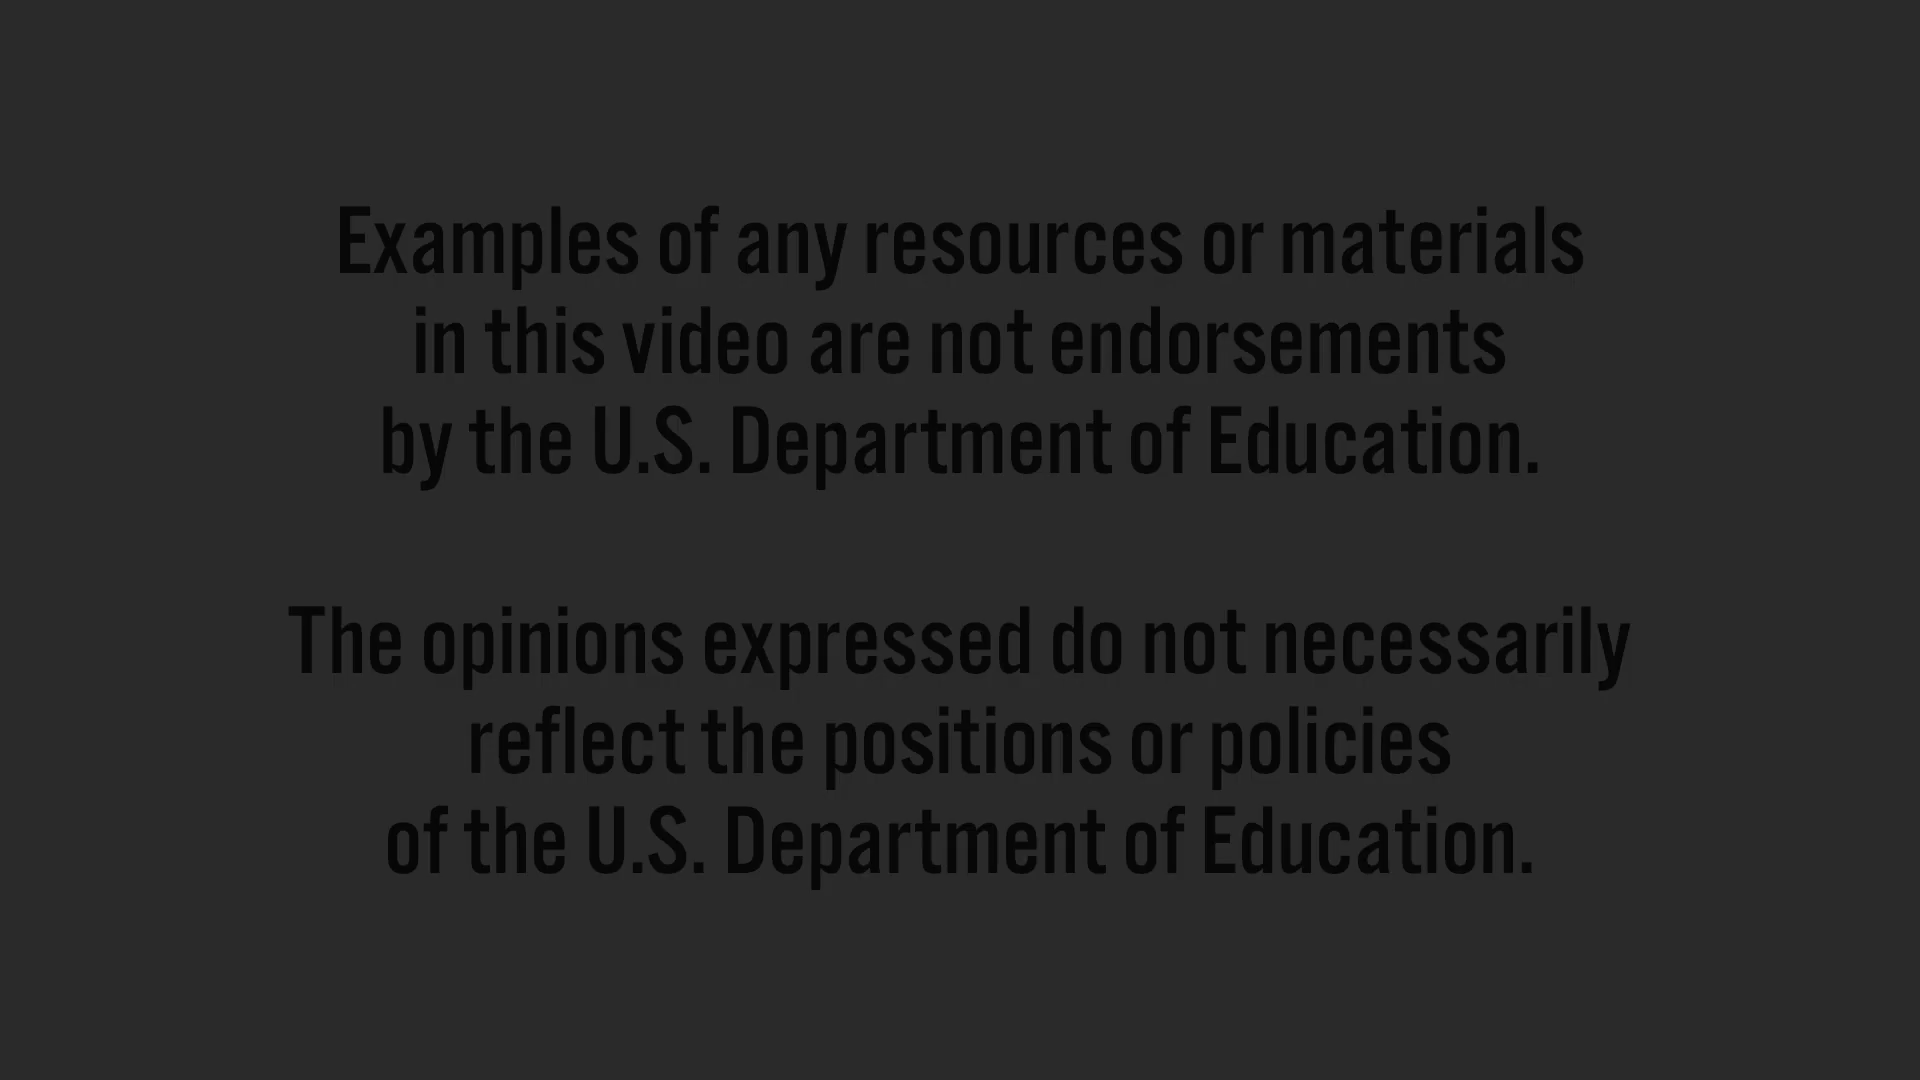 Examples of any resources or materials
in this video are not endorsements
by the U.S. Department of Education.
The opinions expressed do not necessarily
reflect the positions or policies
of the U.S. Department of Education.